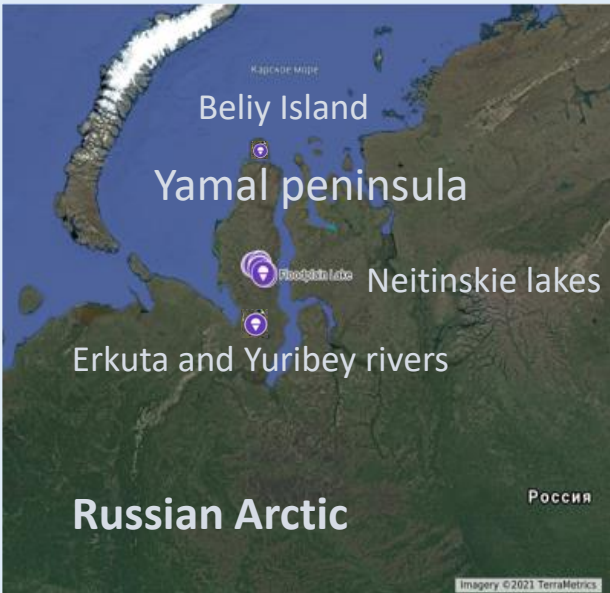 Карское море
Beliy Island
Yamal peninsula
Floodplain Lake
Neitinskie lakes
Erkuta and Yuribey rivers
Russian Arctic
Россия
Imagery ©2021 TerraMetrics